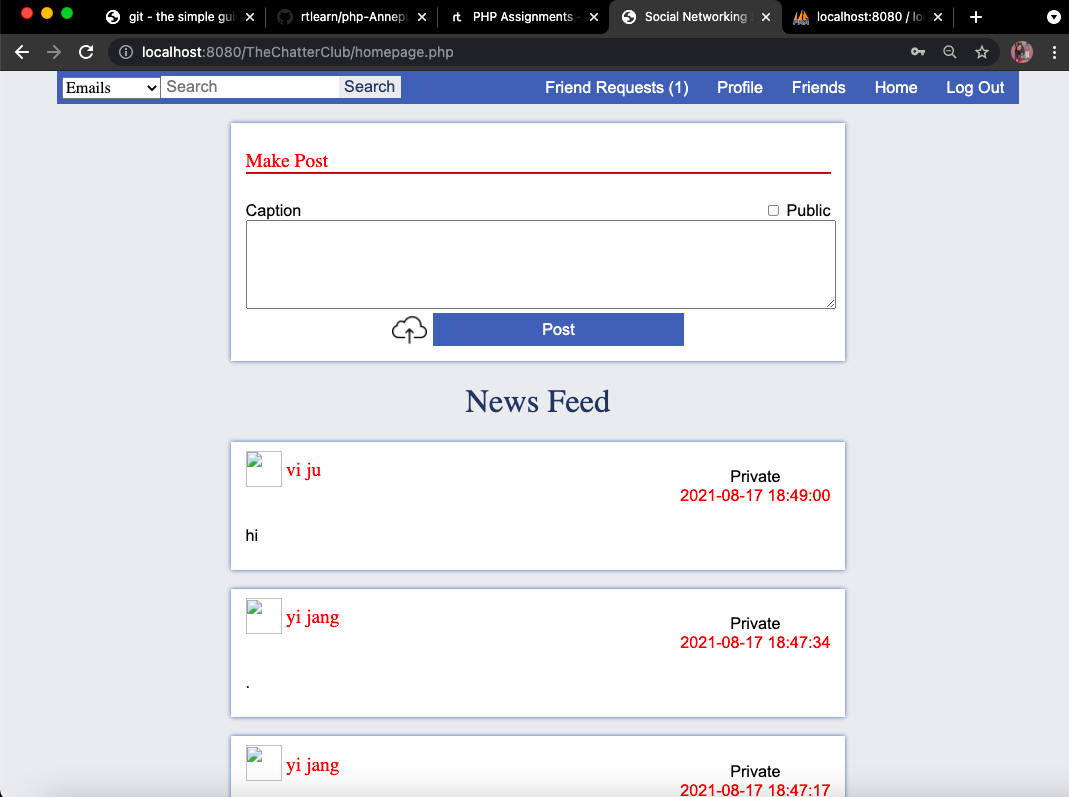 git - the simple gui
rtlearn/php-Annepu
rt PHP Assignments -
Social Networking S
localhost:8080 / loc
localhost:8080/TheChatterClub/homepage.php
Emails Search Search Friend Requests (1) Profile Friends Home Log Out
Make Post
Caption Public
Post
News Feed
vi ju
Private
2021-08-17 18:49:00
hi
yi jang
Private
2021-08-17 18:47:34
.
yi jang
Private
2021-08-17 18:47:17